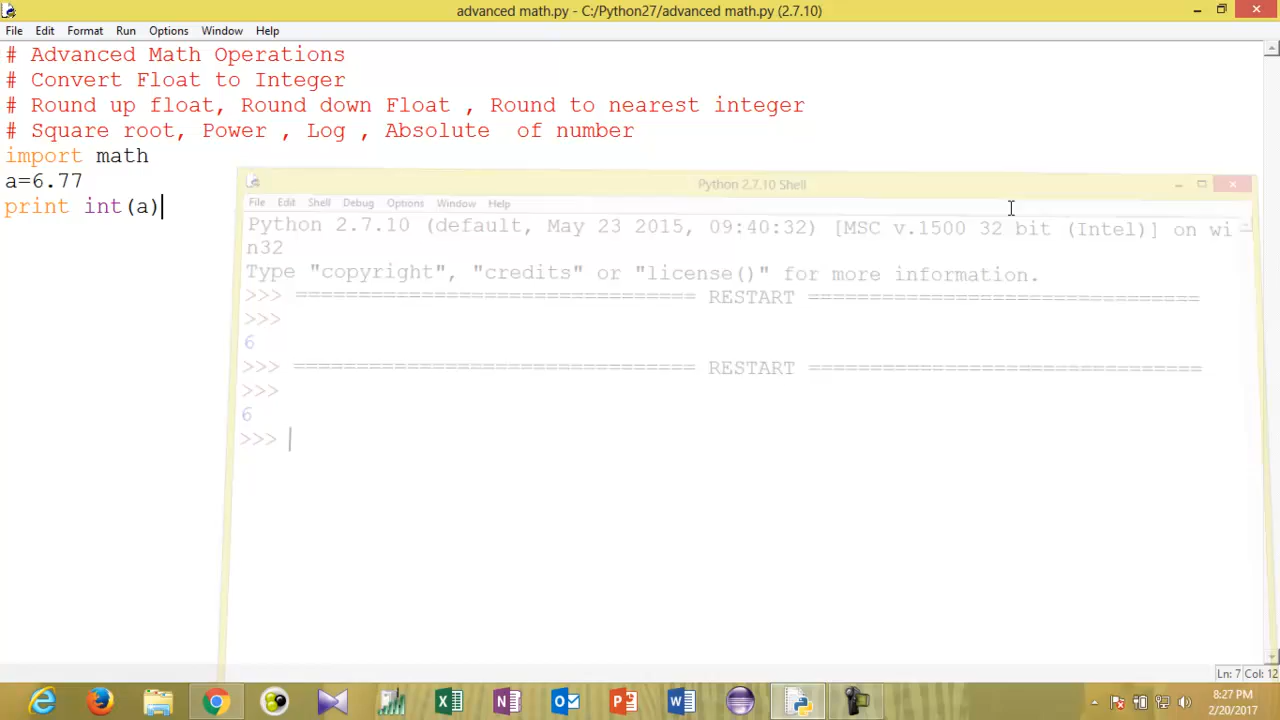 advanced math.py - C:/Python27/advanced math.py (2.7.10)
File Edit Format Run Options Window Help
# Advanced Math Operations
# Convert Float to Integer
# Round up float, Round down Float , Round to nearest integer
# Square root, Power , Log , Absolute  of number
import math
a=6.77
print int(a)
Python 2.7.10 Shell
File Edit Shell Debug Options Window Help
Python 2.7.10 (default, May 23 2015, 09:40:32) [MSC v.1500 32 bit (Intel)] on wi
n32
Type "copyright", "credits" or "license()" for more information.
>>> ================================ RESTART ================================
>>>
6
>>> ================================ RESTART ================================
>>>
6
>>>
Ln: 7 Col: 12
8:27 PM
2/20/2017